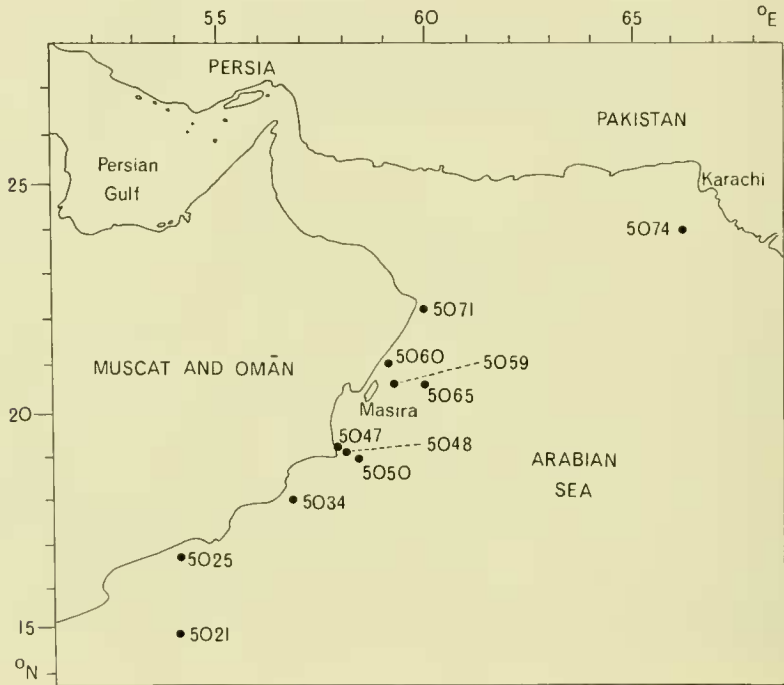 55 60 65 °E
PERSIA
PAKISTAN
Persian
Gulf
Karachi
25
5074
5071
5060
5059
MUSCAT AND OMĀN
5065
Masira
20
5047
5048
5050
ARABIAN
SEA
5034
5025
15
5021
°N